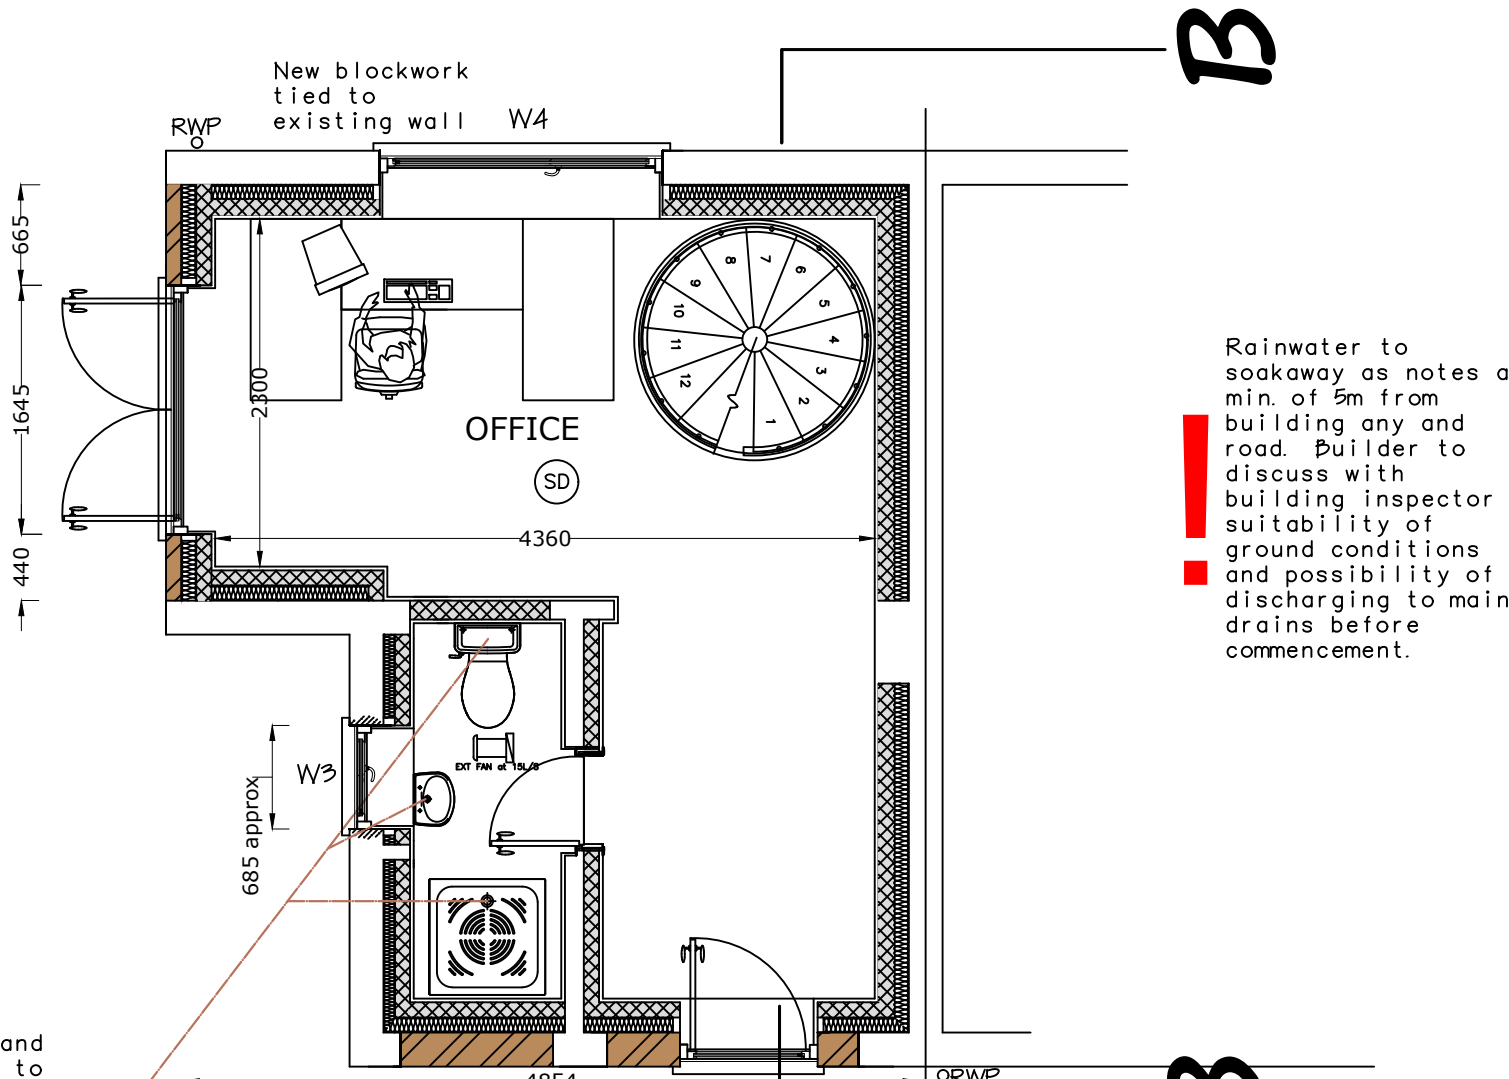 B
New blockwork
tied to
existing wall
W4
RWP
665
1645
440
2300
OFFICE
SD
4360
1
2
3
4
5
6
7
8
9
10
11
12
Rainwater to
soakaway as notes a
min. of 5m from
building any and
road. Builder to
discuss with
building inspector
suitability of
ground conditions
and possibility of
discharging to main
drains before
commencement.
!
W3
685 approx
EXT FAN at 15L/S
and
to
4854
RWP
B